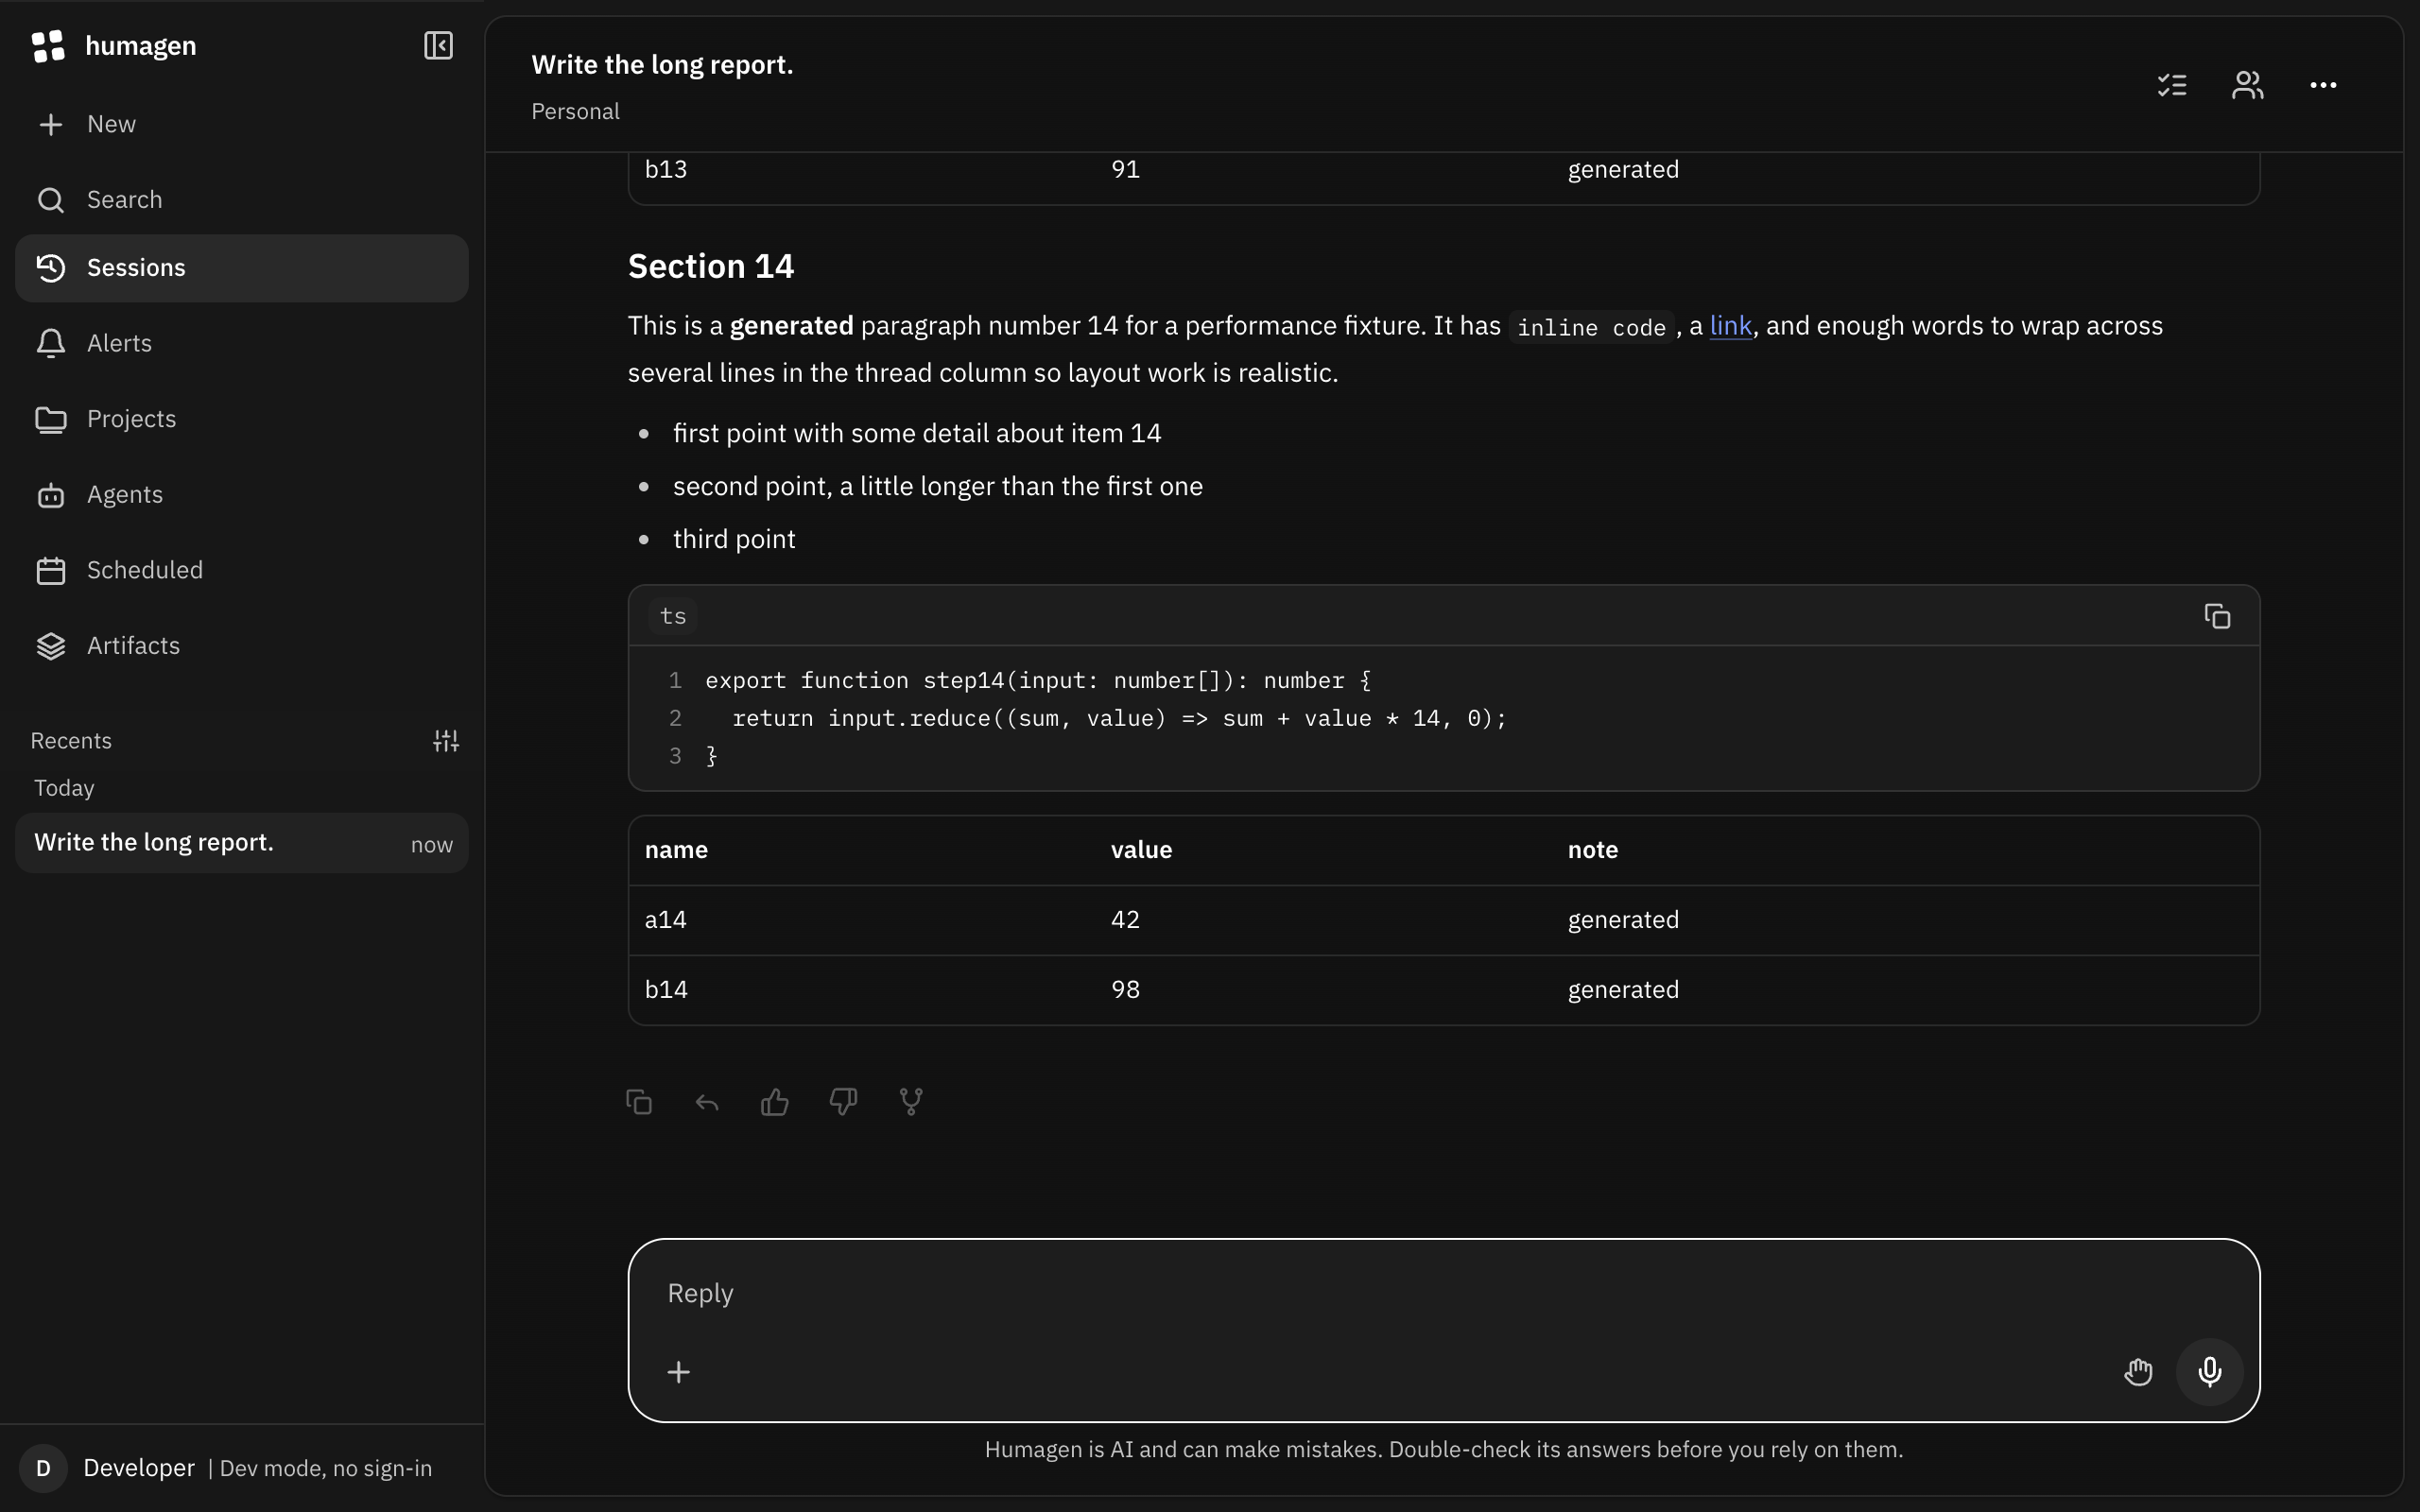 humagen
New
Search
Sessions
Alerts
Projects
Agents
Scheduled
Artifacts
Recents
Today
Write the long report. now
D Developer | Dev mode, no sign-in
Write the long report.
Personal
b13 91 generated
Section 14
This is a generated paragraph number 14 for a performance fixture. It has inline code, a link, and enough words to wrap across
several lines in the thread column so layout work is realistic.
• first point with some detail about item 14
• second point, a little longer than the first one
• third point
ts
1 export function step14(input: number[]): number {
2   return input.reduce((sum, value) => sum + value * 14, 0);
3 }
name value note
a14 42 generated
b14 98 generated
Reply
Humagen is AI and can make mistakes. Double-check its answers before you rely on them.